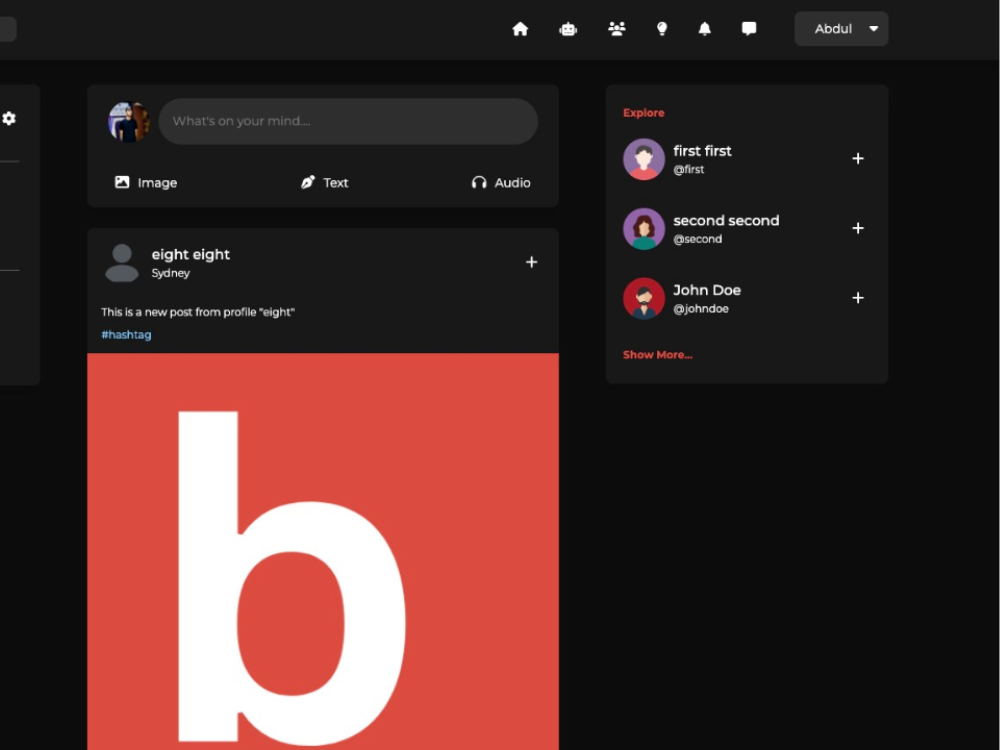 Abdul
What's on your mind....
Image
Text
Audio
eight eight
Sydney
This is a new post from profile "eight"
#hashtag
b
Explore
first first
@first
second second
@second
John Doe
@johndoe
Show More...